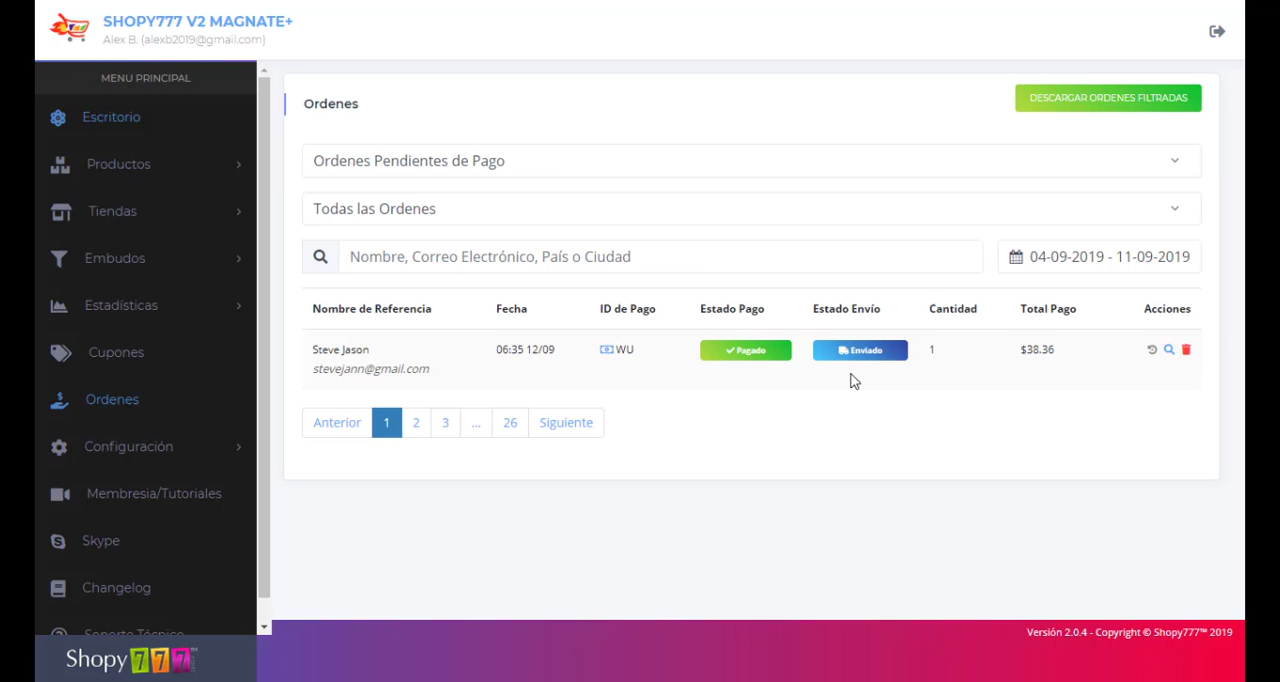 SHOPY777 V2 MAGNATE+
Alex B. (alexb2019@gmail.com)
MENU PRINCIPAL
Escritorio
Productos
Tiendas
Embudos
Estadísticas
Cupones
Ordenes
Configuración
Membresia/Tutoriales
Skype
Changelog
Soporte Técnico
Shopy777™
Ordenes
DESCARGAR ORDENES FILTRADAS
Ordenes Pendientes de Pago
Todas las Ordenes
Nombre, Correo Electrónico, País o Ciudad
04-09-2019 - 11-09-2019
Nombre de Referencia Fecha ID de Pago Estado Pago Estado Envío Cantidad Total Pago Acciones
Steve Jason 06:35 12/09 WU Pagado Enviado 1 $38.36
stevejann@gmail.com
Anterior 1 2 3 ... 26 Siguiente
Versión 2.0.4 - Copyright © Shopy777™ 2019